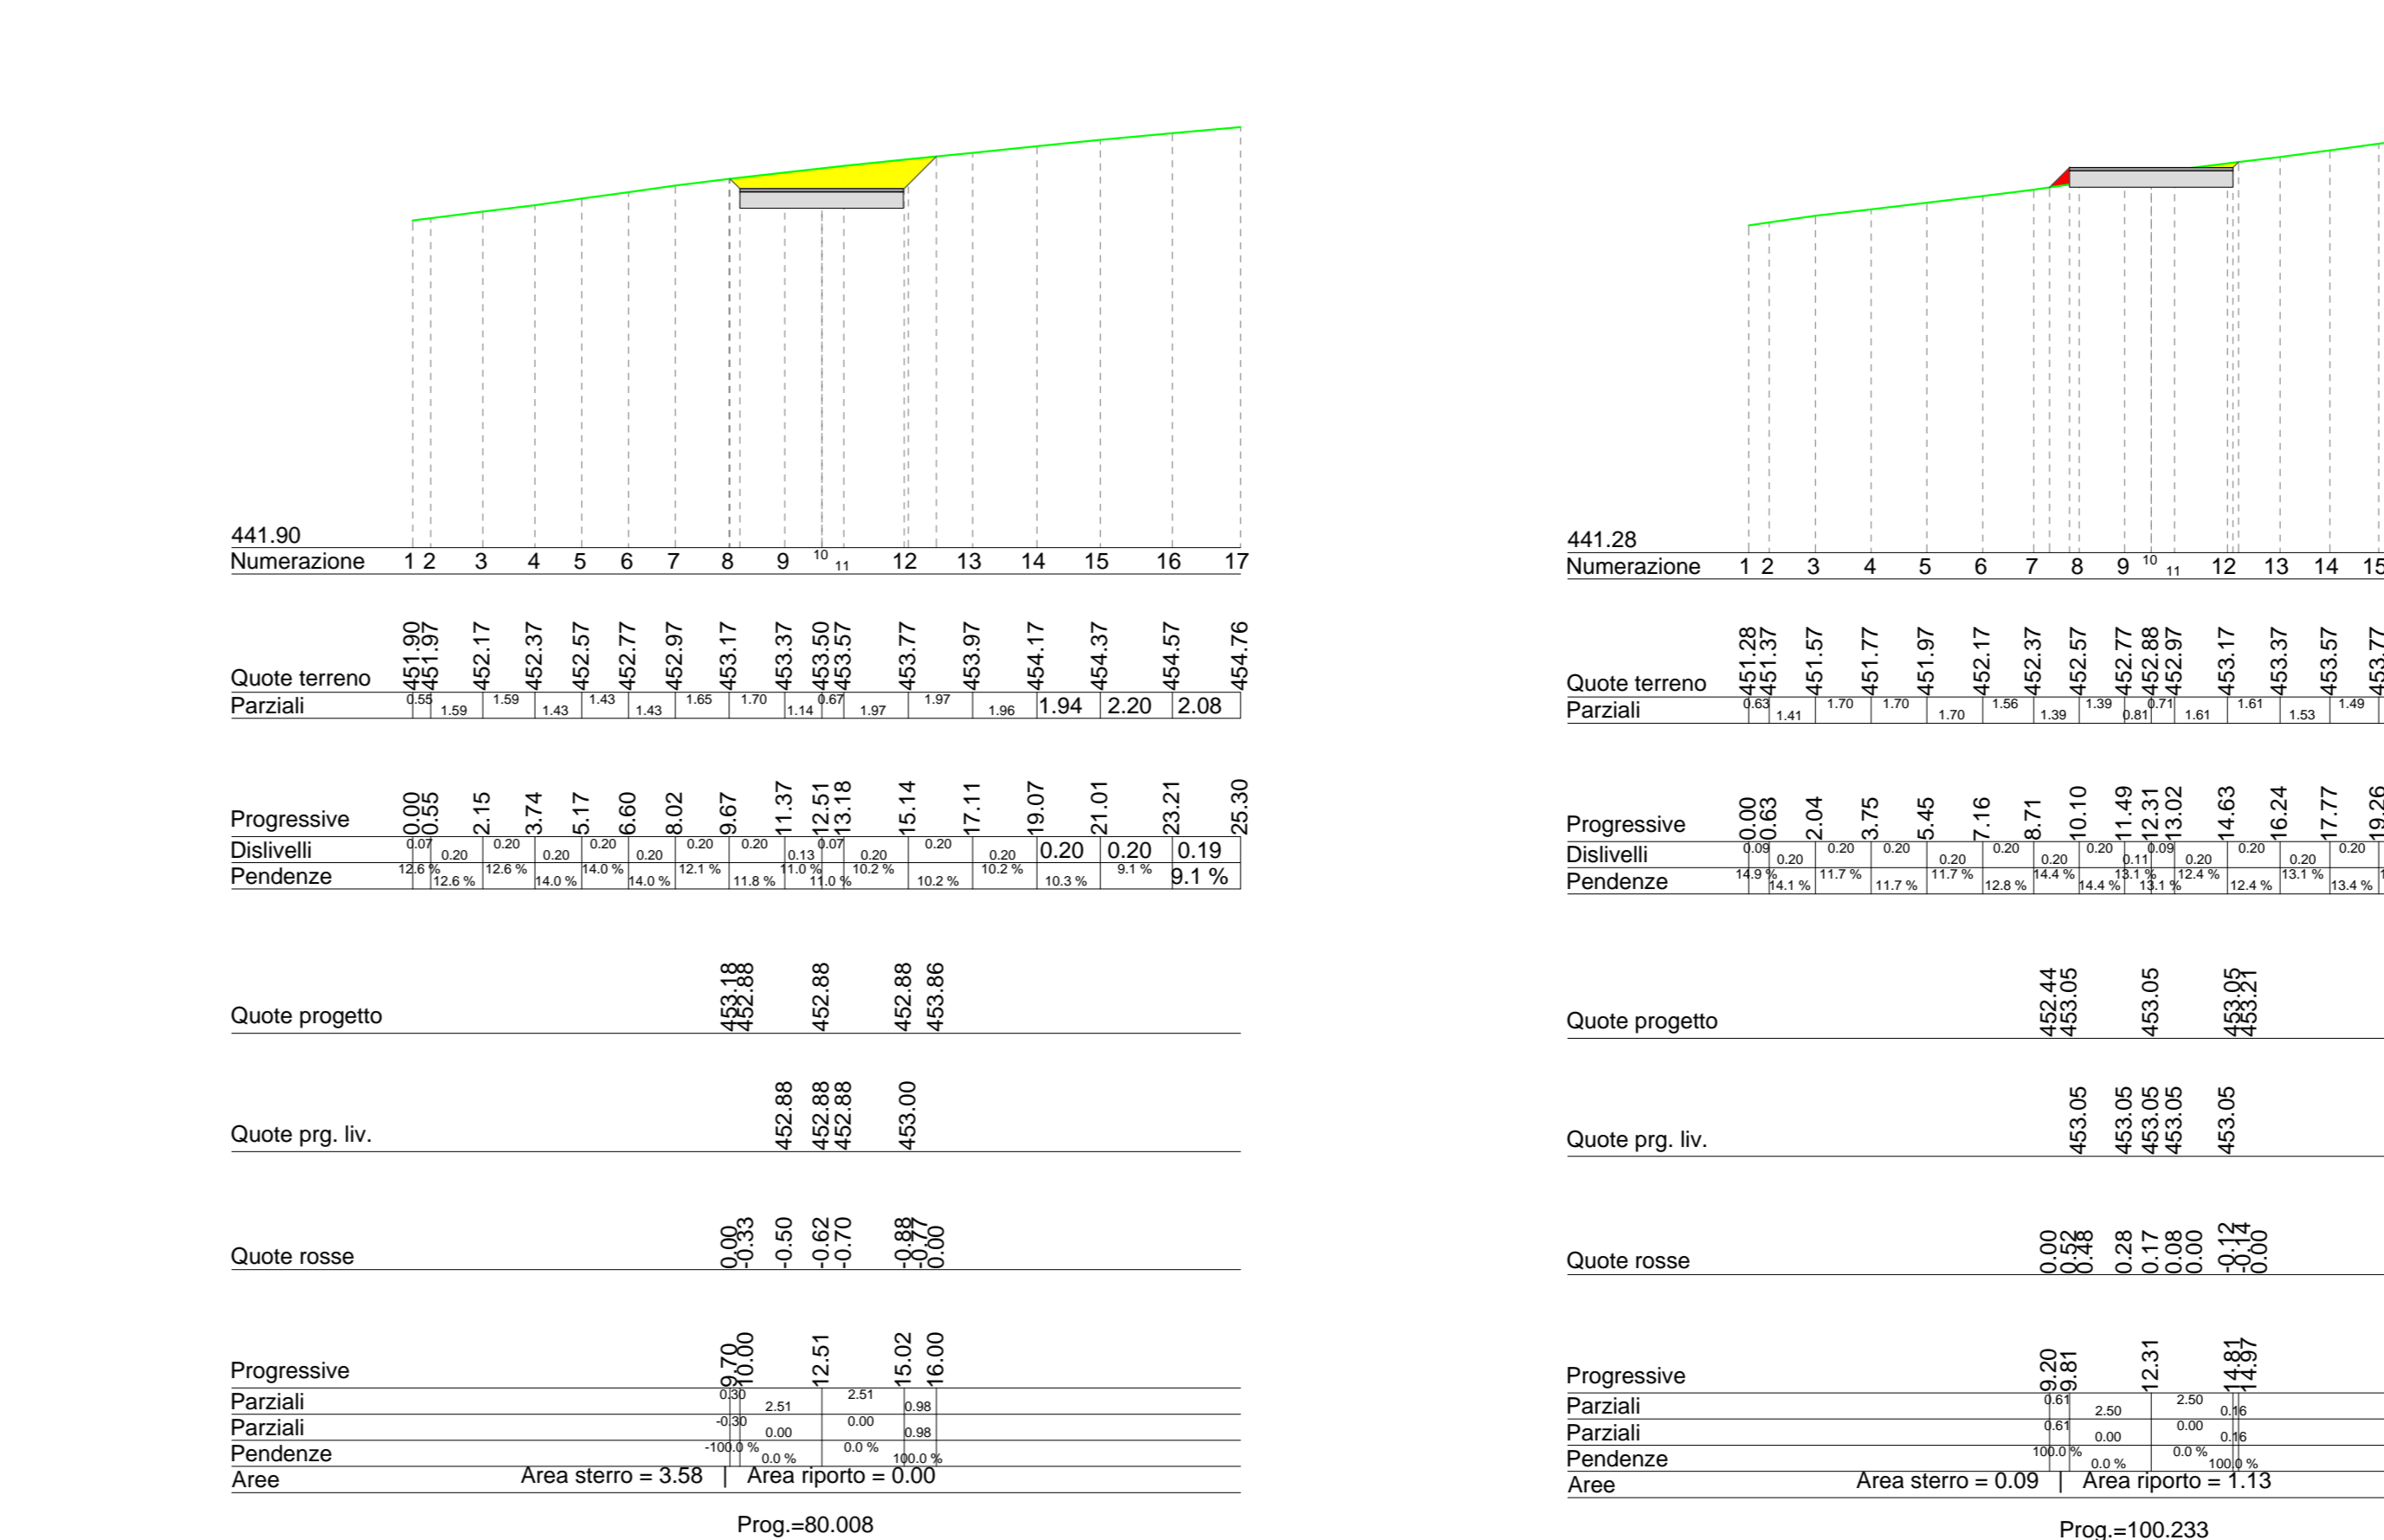 441.90
Numerazione 1 2 3 4 5 6 7 8 9 10 11 12 13 14 15 16 17
Quote terreno 451.90 451.97 452.17 452.37 452.57 452.77 452.97 453.17 453.37 453.50 453.57 453.77 453.97 454.17 454.37 454.57 454.76
Parziali 0.55 1.59 1.59 1.43 1.43 1.43 1.65 1.70 1.14 0.67 1.97 1.97 1.96 1.94 2.20 2.08
Progressive 0.00 0.55 2.15 3.74 5.17 6.60 8.02 9.67 11.37 12.51 13.18 15.14 17.11 19.07 21.01 23.21 25.30
Dislivelli 0.07 0.20 0.20 0.20 0.20 0.20 0.20 0.20 0.13 0.07 0.20 0.20 0.20 0.20 0.20 0.19
Pendenze 12.6 % 12.6 % 12.6 % 14.0 % 14.0 % 14.0 % 12.1 % 11.8 % 11.0 % 11.0 % 10.2 % 10.2 % 10.2 % 10.3 % 9.1 % 9.1 %
Quote progetto 453.18 452.88 452.88 452.88 453.86
Quote prg. liv. 452.88 452.88 452.88 453.00
Quote rosse 0.00 -0.33 -0.50 -0.62 -0.70 -0.88 -0.77 0.00
Progressive 9.70 10.00 12.51 15.02 16.00
Parziali 0.30 2.51 2.51 0.98
Parziali -0.30 0.00 0.00 0.98
Pendenze -100.0 % 0.0 % 0.0 % 100.0 %
Aree Area sterro = 3.58 | Area riporto = 0.00
Prog.=80.008
441.28
Numerazione 1 2 3 4 5 6 7 8 9 10 11 12 13 14 15
Quote terreno 451.28 451.37 451.57 451.77 451.97 452.17 452.37 452.57 452.77 452.88 452.97 453.17 453.37 453.57 453.77
Parziali 0.63 1.41 1.70 1.70 1.70 1.56 1.39 1.39 0.81 0.71 1.61 1.61 1.53 1.49
Progressive 0.00 0.63 2.04 3.75 5.45 7.16 8.71 10.10 11.49 12.31 13.02 14.63 16.24 17.77 19.26
Dislivelli 0.09 0.20 0.20 0.20 0.20 0.20 0.20 0.20 0.11 0.09 0.20 0.20 0.20 0.20
Pendenze 14.9 % 14.1 % 11.7 % 11.7 % 11.7 % 12.8 % 14.4 % 14.4 % 13.1 % 13.1 % 12.4 % 12.4 % 13.1 % 13.4 %
Quote progetto 452.44 453.05 453.05 453.05 453.21
Quote prg. liv. 453.05 453.05 453.05 453.05 453.05
Quote rosse 0.00 0.52 0.48 0.28 0.17 0.08 0.00 -0.12 -0.14 0.00
Progressive 9.20 9.81 12.31 14.81 14.97
Parziali 0.61 2.50 2.50 0.16
Parziali 0.61 0.00 0.00 0.16
Pendenze 100.0 % 0.0 % 0.0 % 100.0 %
Aree Area sterro = 0.09 | Area riporto = 1.13
Prog.=100.233